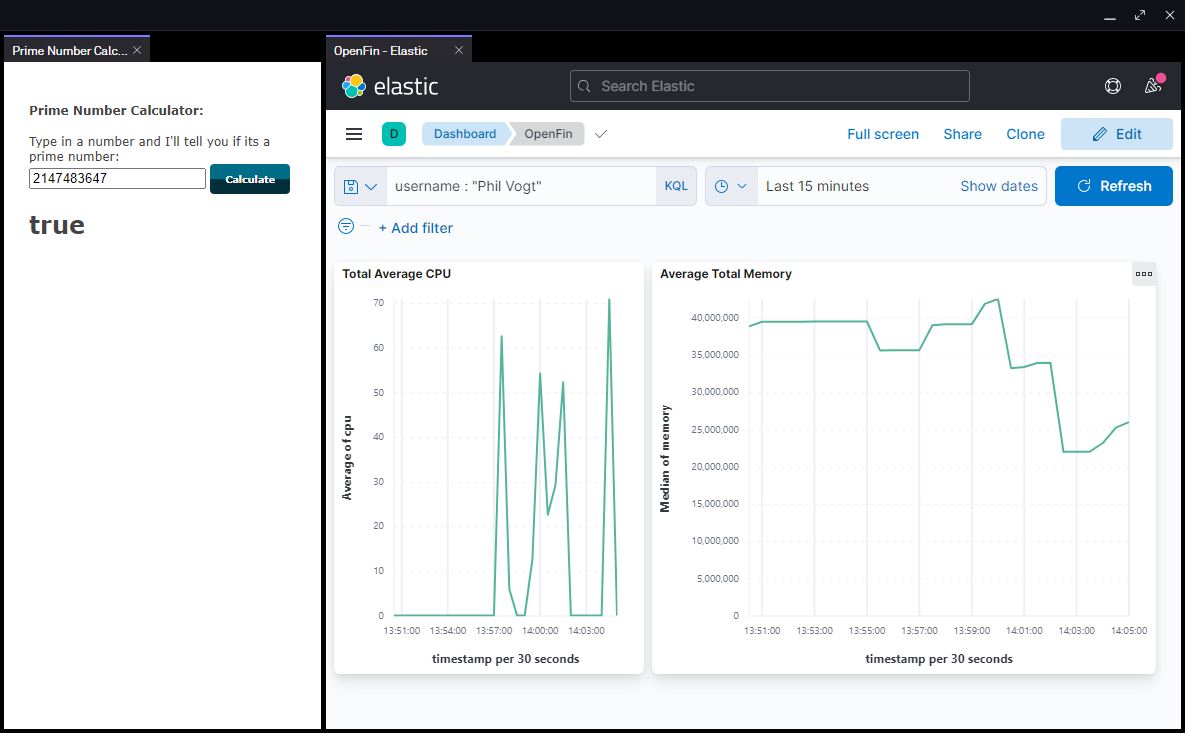 Prime Number Calc...
OpenFin - Elastic
Prime Number Calculator:
Type in a number and I'll tell you if its a
prime number:
2147483647
Calculate
true
elastic
Search Elastic
D
Dashboard
OpenFin
Full screen
Share
Clone
Edit
username : "Phil Vogt"
KQL
Last 15 minutes
Show dates
Refresh
+ Add filter
Total Average CPU
70
60
50
40
30
20
10
0
Average of cpu
13:51:00 13:54:00 13:57:00 14:00:00 14:03:00
timestamp per 30 seconds
Average Total Memory
40,000,000
35,000,000
30,000,000
25,000,000
20,000,000
15,000,000
10,000,000
5,000,000
0
Median of memory
13:51:00 13:53:00 13:55:00 13:57:00 13:59:00 14:01:00 14:03:00 14:05:00
timestamp per 30 seconds